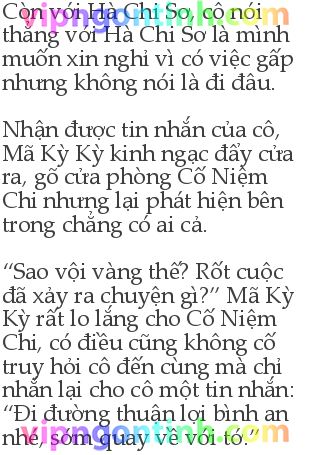 Còn với Hà Chi Sơ, cô nói
thẳng với Hà Chi Sơ là mình
muốn xin nghỉ vì có việc gấp
nhưng không nói là đi đâu.
Nhận được tin nhắn của cô,
Mã Kỳ Kỳ kinh ngạc đẩy cửa
ra, gõ cửa phòng Cố Niệm
Chi nhưng lại phát hiện bên
trong chẳng có ai cả.
“Sao vội vàng thế? Rốt cuộc
đã xảy ra chuyện gì?” Mã Kỳ
Kỳ rất lo lắng cho Cố Niệm
Chi, có điều cũng không cố
truy hỏi cô đến cùng mà chỉ
nhắn lại cho cô một tin nhắn:
“Đi đường thuận lợi bình an
nhé, sớm quay về với tớ.”
vipngontinh.com
vipngontinh.com